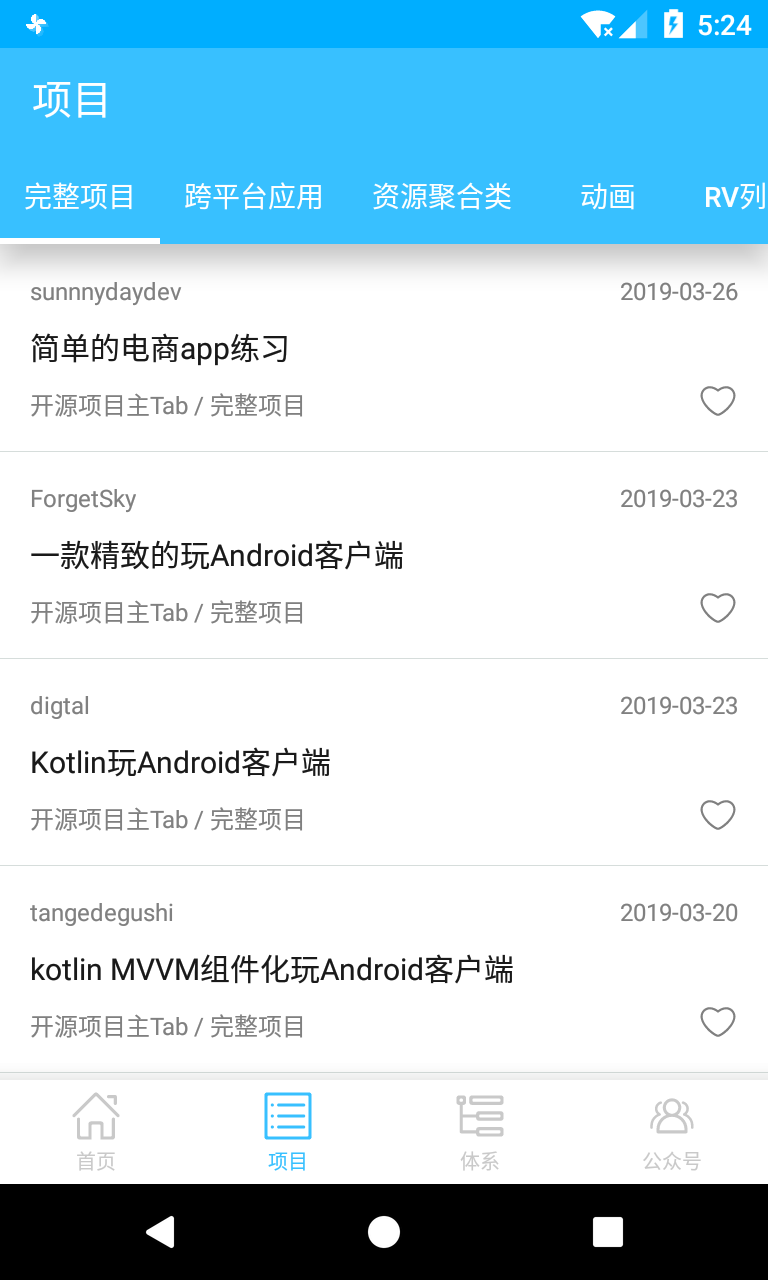 5:24
项目
完整项目 跨平台应用 资源聚合类 动画 RV列
sunnnydaydev 2019-03-26
简单的电商app练习
开源项目主Tab / 完整项目
ForgetSky 2019-03-23
一款精致的玩Android客户端
开源项目主Tab / 完整项目
digtal 2019-03-23
Kotlin玩Android客户端
开源项目主Tab / 完整项目
tangedegushi 2019-03-20
kotlin MVVM组件化玩Android客户端
开源项目主Tab / 完整项目
首页 项目 体系 公众号